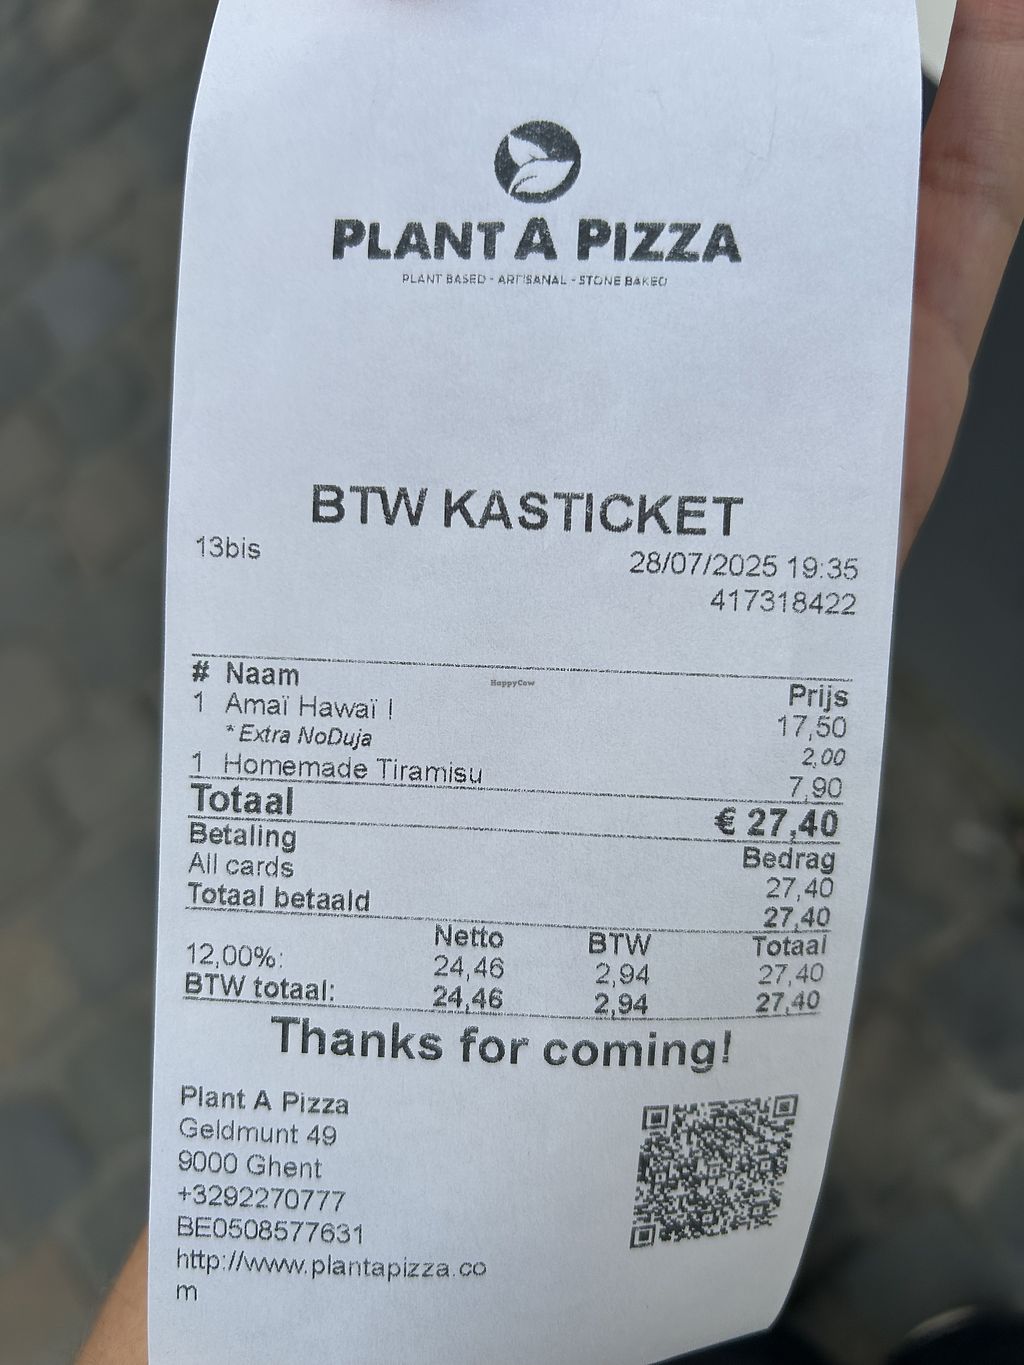 PLANT A PIZZA
PLANT BASED - ARTISANAL - STONE BAKED
BTW KASTICKET
13bis 28/07/2025 19:35
417318422
# Naam Prijs
1 Amaï Hawaï ! 17,50
* Extra NoDuja 2,00
1 Homemade Tiramisu 7,90
Totaal € 27,40
Betaling Bedrag
All cards 27,40
Totaal betaald 27,40
Netto BTW Totaal
12,00%: 24,46 2,94 27,40
BTW totaal: 24,46 2,94 27,40
Thanks for coming!
Plant A Pizza
Geldmunt 49
9000 Ghent
+3292270777
BE0508577631
http://www.plantapizza.co
m
HappyCow